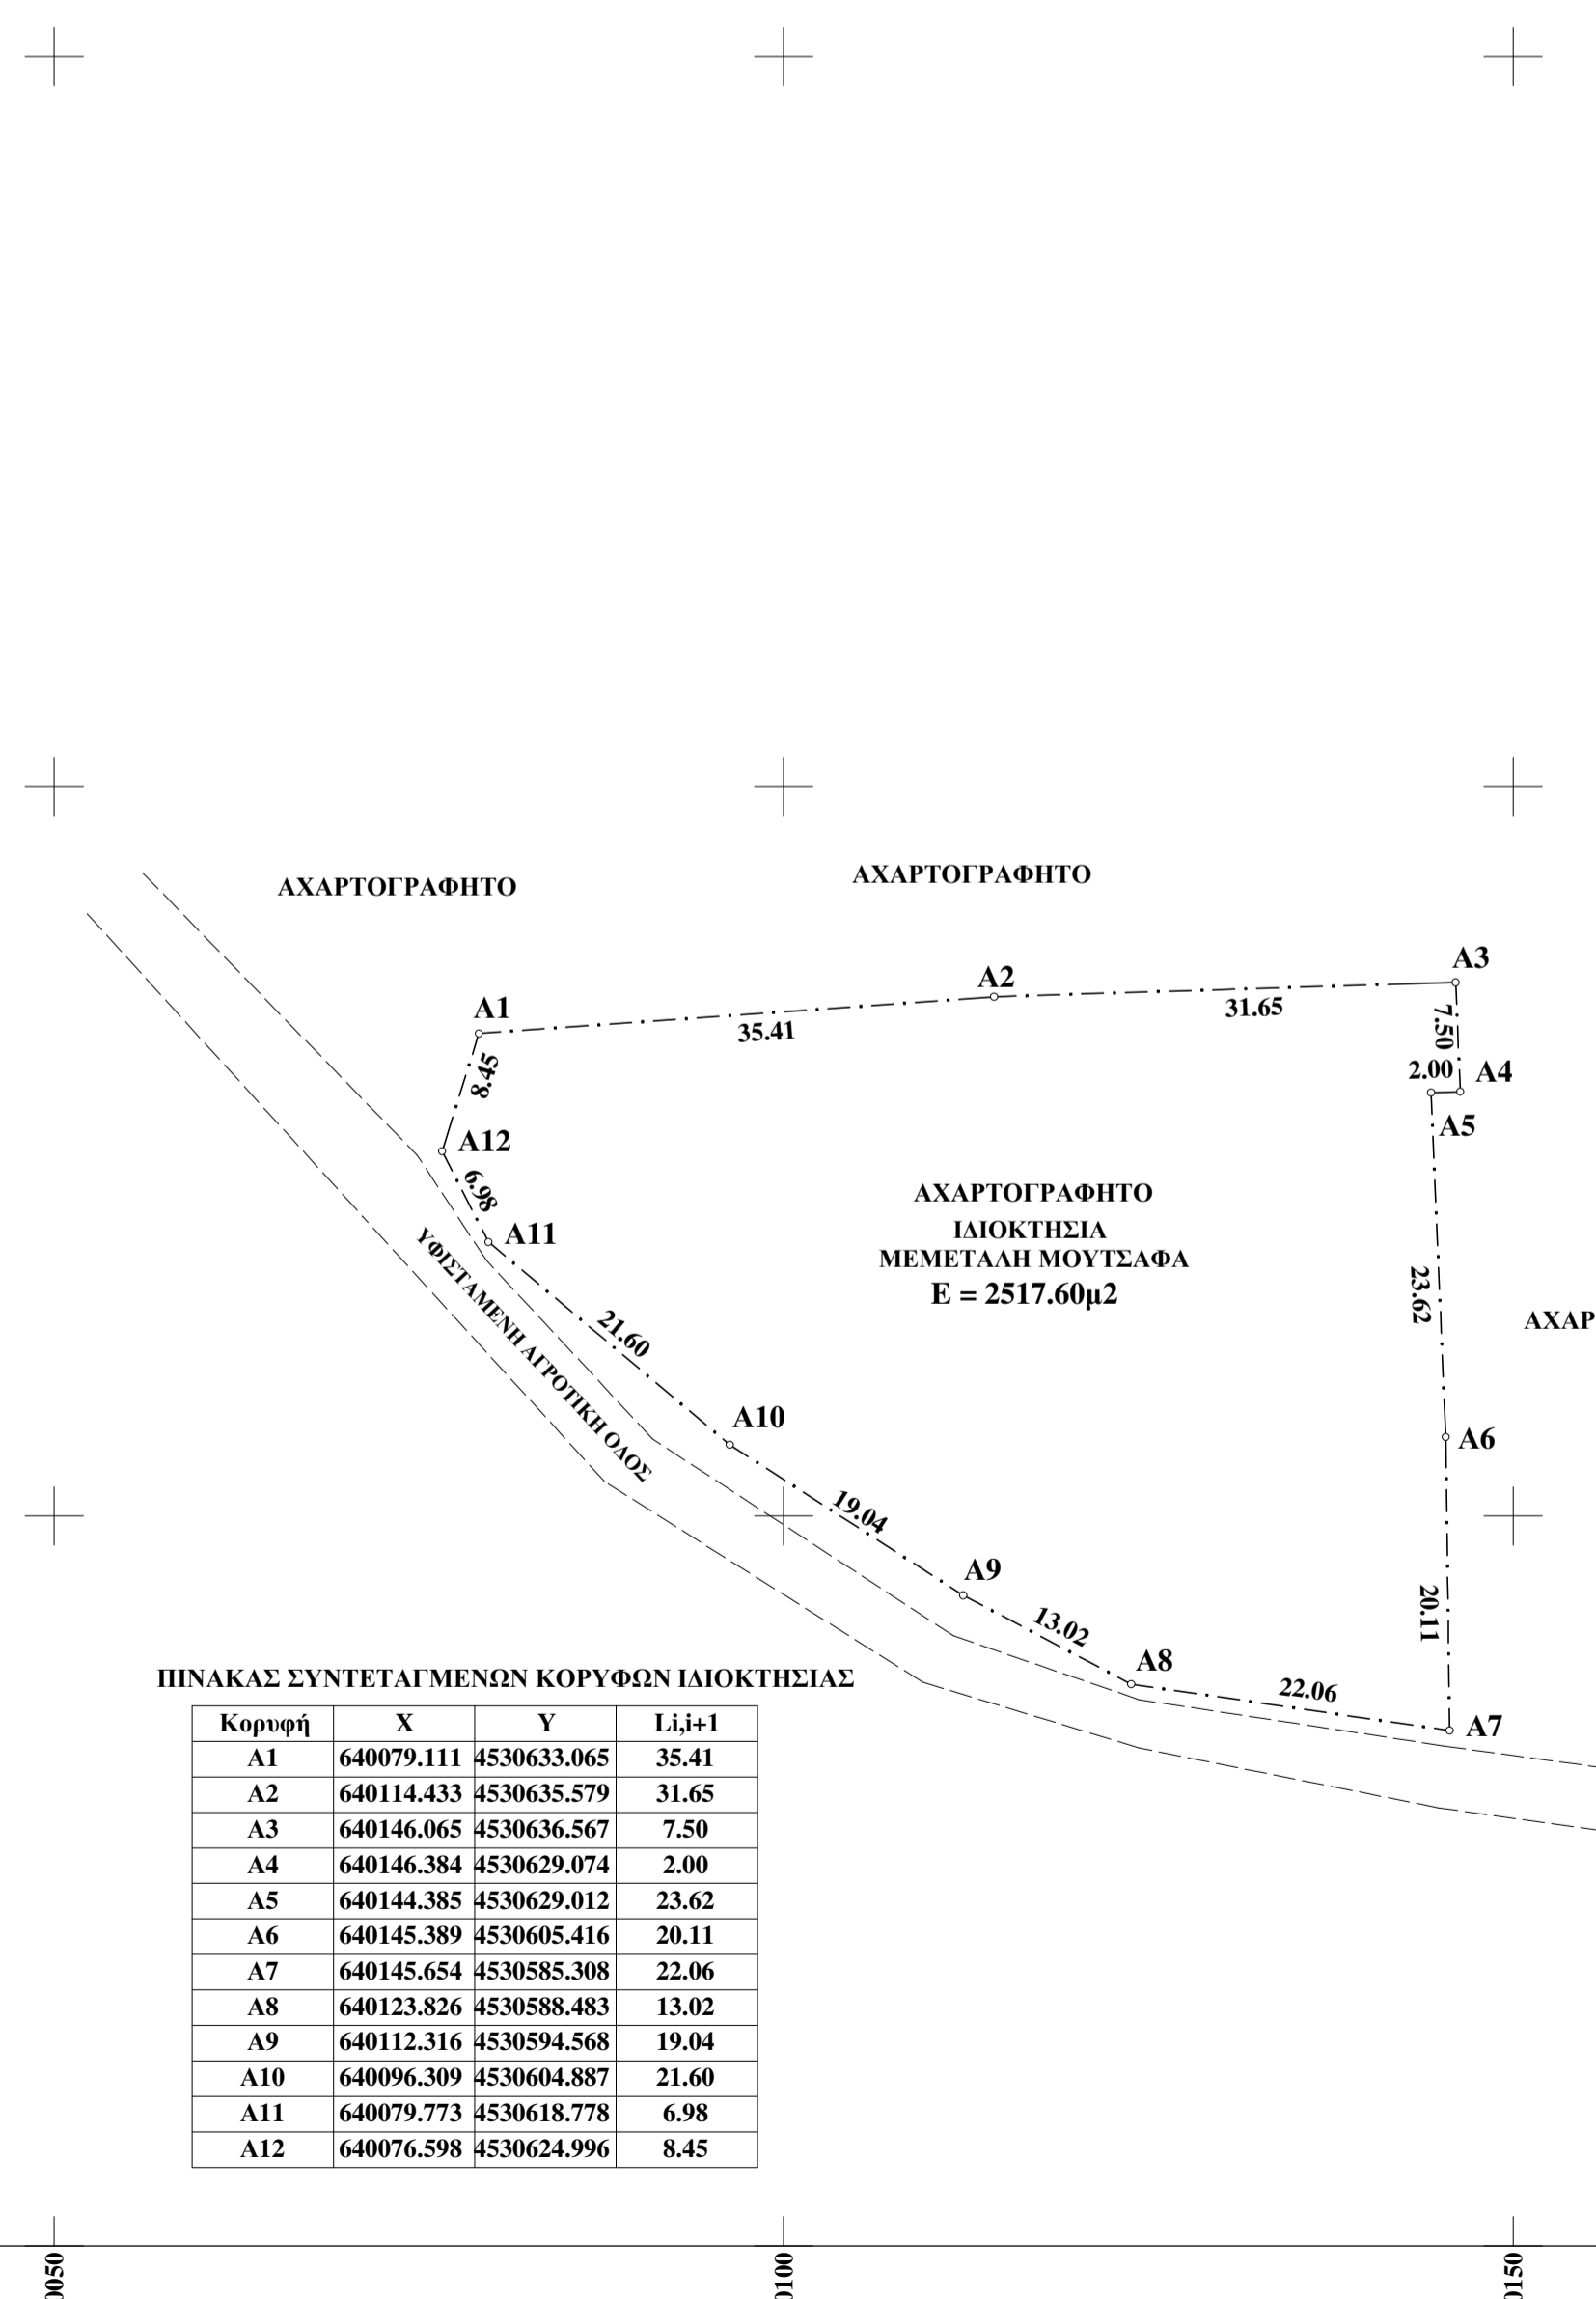 ΑΧΑΡΤΟΓΡΑΦΗΤΟ
ΑΧΑΡΤΟΓΡΑΦΗΤΟ
A1
A2
A3
35.41
31.65
7.50
8.45
2.00
A4
A5
A12
6.98
A11
ΑΧΑΡΤΟΓΡΑΦΗΤΟ
ΙΔΙΟΚΤΗΣΙΑ
ΜΕΜΕΤΑΛΗ ΜΟΥΤΣΑΦΑ
E = 2517.60μ2
23.62
ΑΧΑΡ
ΥΦΙΣΤΑΜΕΝΗ ΑΓΡΟΤΙΚΗ ΟΔΟΣ
21.60
A10
A6
19.04
A9
20.11
13.02
A8
22.06
A7
ΠΙΝΑΚΑΣ ΣΥΝΤΕΤΑΓΜΕΝΩΝ ΚΟΡΥΦΩΝ ΙΔΙΟΚΤΗΣΙΑΣ
Κορυφή X Y Li,i+1
A1 640079.111 4530633.065 35.41
A2 640114.433 4530635.579 31.65
A3 640146.065 4530636.567 7.50
A4 640146.384 4530629.074 2.00
A5 640144.385 4530629.012 23.62
A6 640145.389 4530605.416 20.11
A7 640145.654 4530585.308 22.06
A8 640123.826 4530588.483 13.02
A9 640112.316 4530594.568 19.04
A10 640096.309 4530604.887 21.60
A11 640079.773 4530618.778 6.98
A12 640076.598 4530624.996 8.45
0050
0100
0150